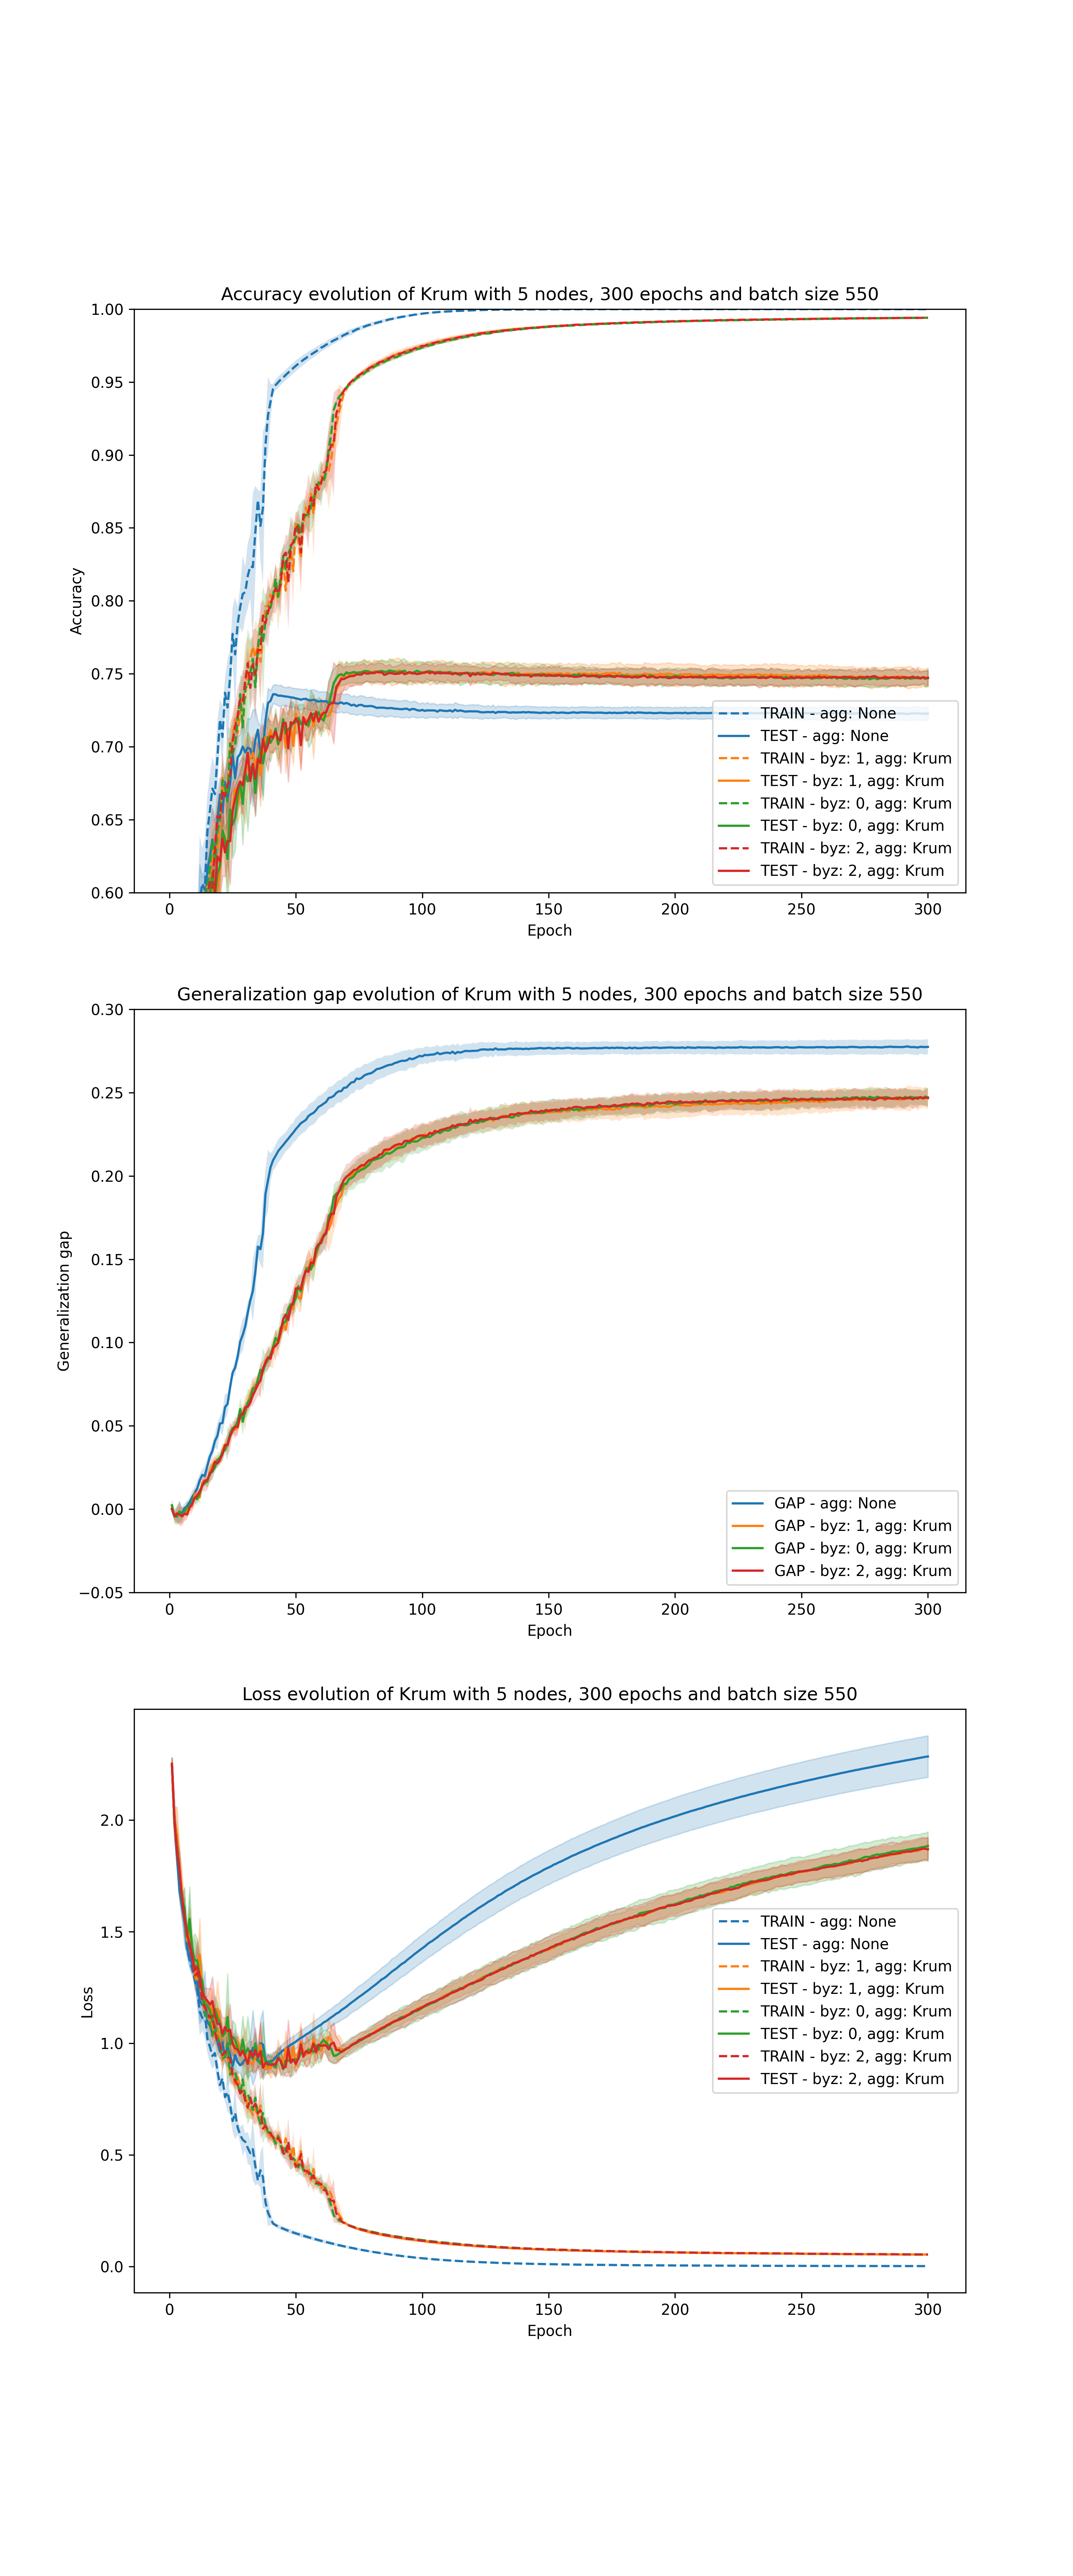 Accuracy evolution of Krum with 5 nodes, 300 epochs and batch size 550
1.00
0.95
0.90
0.85
0.80
0.75
0.70
0.65
0.60
Accuracy
TRAIN - agg: None
TEST - agg: None
TRAIN - byz: 1, agg: Krum
TEST - byz: 1, agg: Krum
TRAIN - byz: 0, agg: Krum
TEST - byz: 0, agg: Krum
TRAIN - byz: 2, agg: Krum
TEST - byz: 2, agg: Krum
0 50 100 150 200 250 300
Epoch
Generalization gap evolution of Krum with 5 nodes, 300 epochs and batch size 550
0.30
0.25
0.20
0.15
0.10
0.05
0.00
−0.05
Generalization gap
GAP - agg: None
GAP - byz: 1, agg: Krum
GAP - byz: 0, agg: Krum
GAP - byz: 2, agg: Krum
0 50 100 150 200 250 300
Epoch
Loss evolution of Krum with 5 nodes, 300 epochs and batch size 550
2.0
1.5
1.0
0.5
0.0
Loss
TRAIN - agg: None
TEST - agg: None
TRAIN - byz: 1, agg: Krum
TEST - byz: 1, agg: Krum
TRAIN - byz: 0, agg: Krum
TEST - byz: 0, agg: Krum
TRAIN - byz: 2, agg: Krum
TEST - byz: 2, agg: Krum
0 50 100 150 200 250 300
Epoch